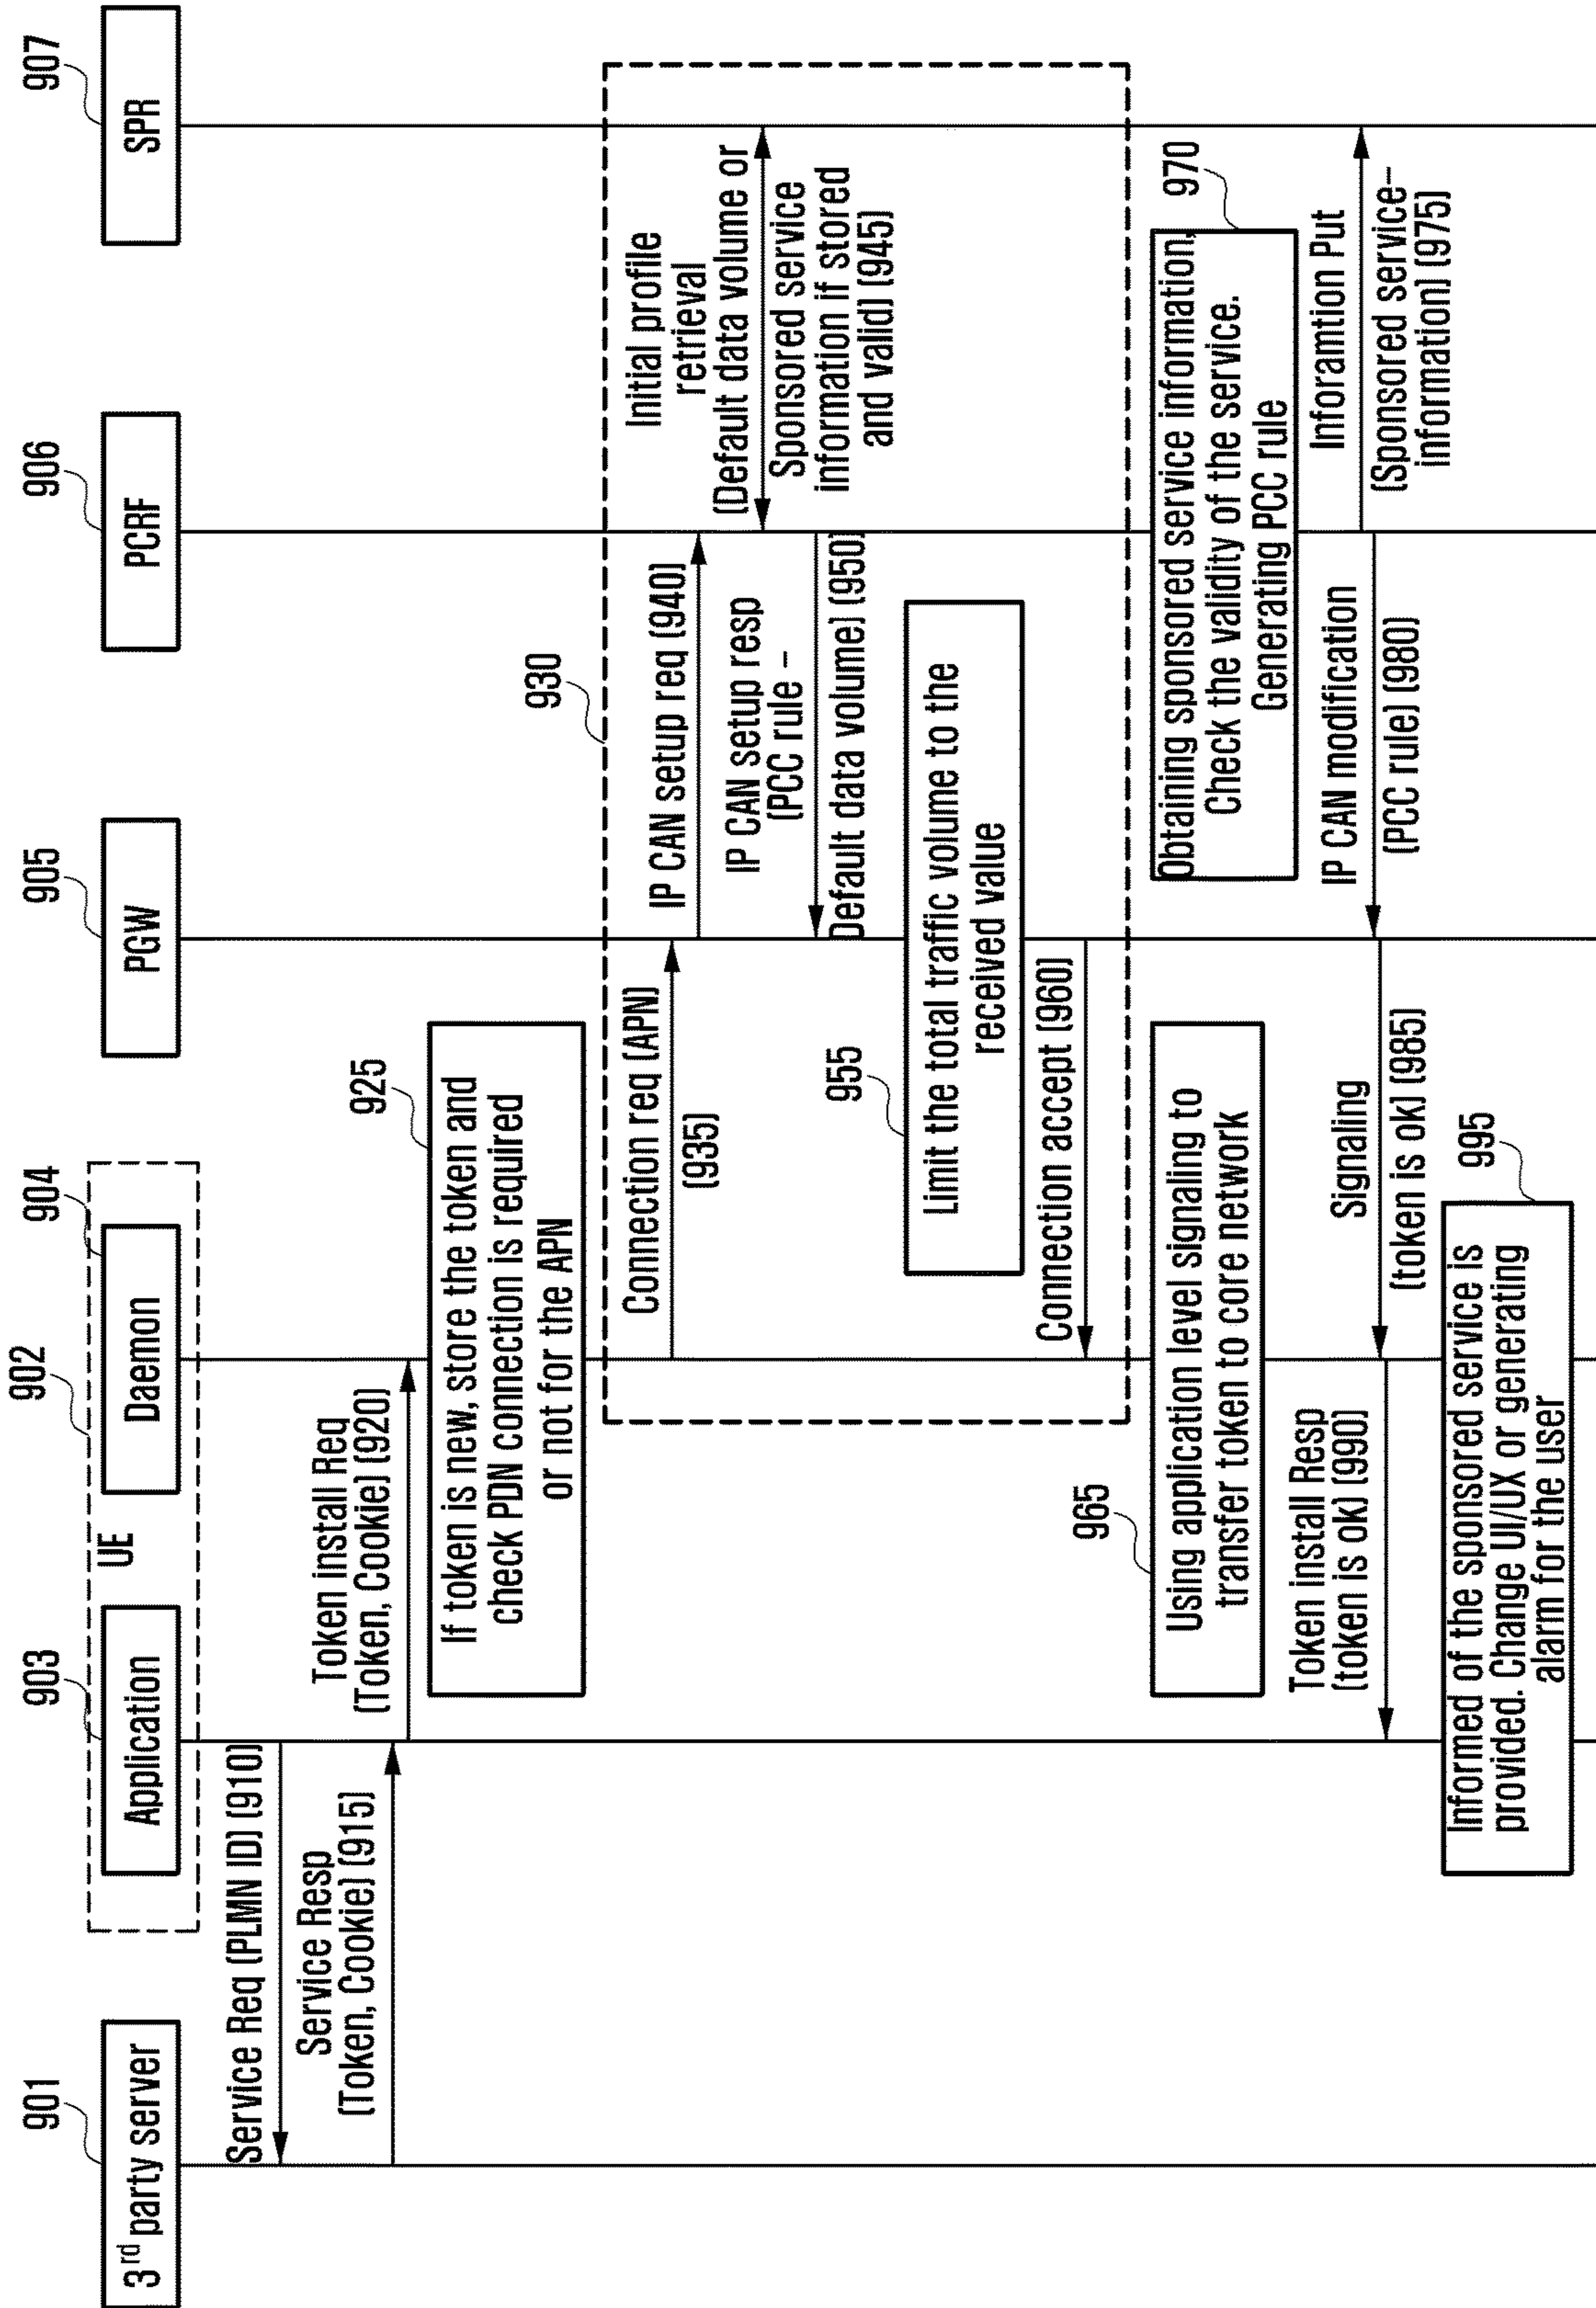 901
902
903
904
905
906
907
3rd party server
Application
UE
Daemon
PGW
PCRF
SPR
Service Req (PLMN ID) (910)
Service Resp
(Token, Cookie) (915)
Token install Req
(Token, Cookie) (920)
925
If token is new, store the token and
check PDN connection is required
or not for the APN
930
Connection req (APN)
(935)
IP CAN setup req (940)
Initial profile
retrieval
(Default data volume or
Sponsored service
information if stored
and valid) (945)
IP CAN setup resp
(PCC rule –
Default data volume) (950)
955
Limit the total traffic volume to the
received value
Connection accept (960)
965
Using application level signaling to
transfer token to core network
970
Obtaining sponsored service information,
Check the validity of the service.
Generating PCC rule
Inforamtion Put
(Sponsored service–
information) (975)
IP CAN modification
(PCC rule) (980)
Signaling
(token is ok) (985)
Token install Resp
(token is ok) (990)
995
Informed of the sponsored service is
provided. Change UI/UX or generating
alarm for the user